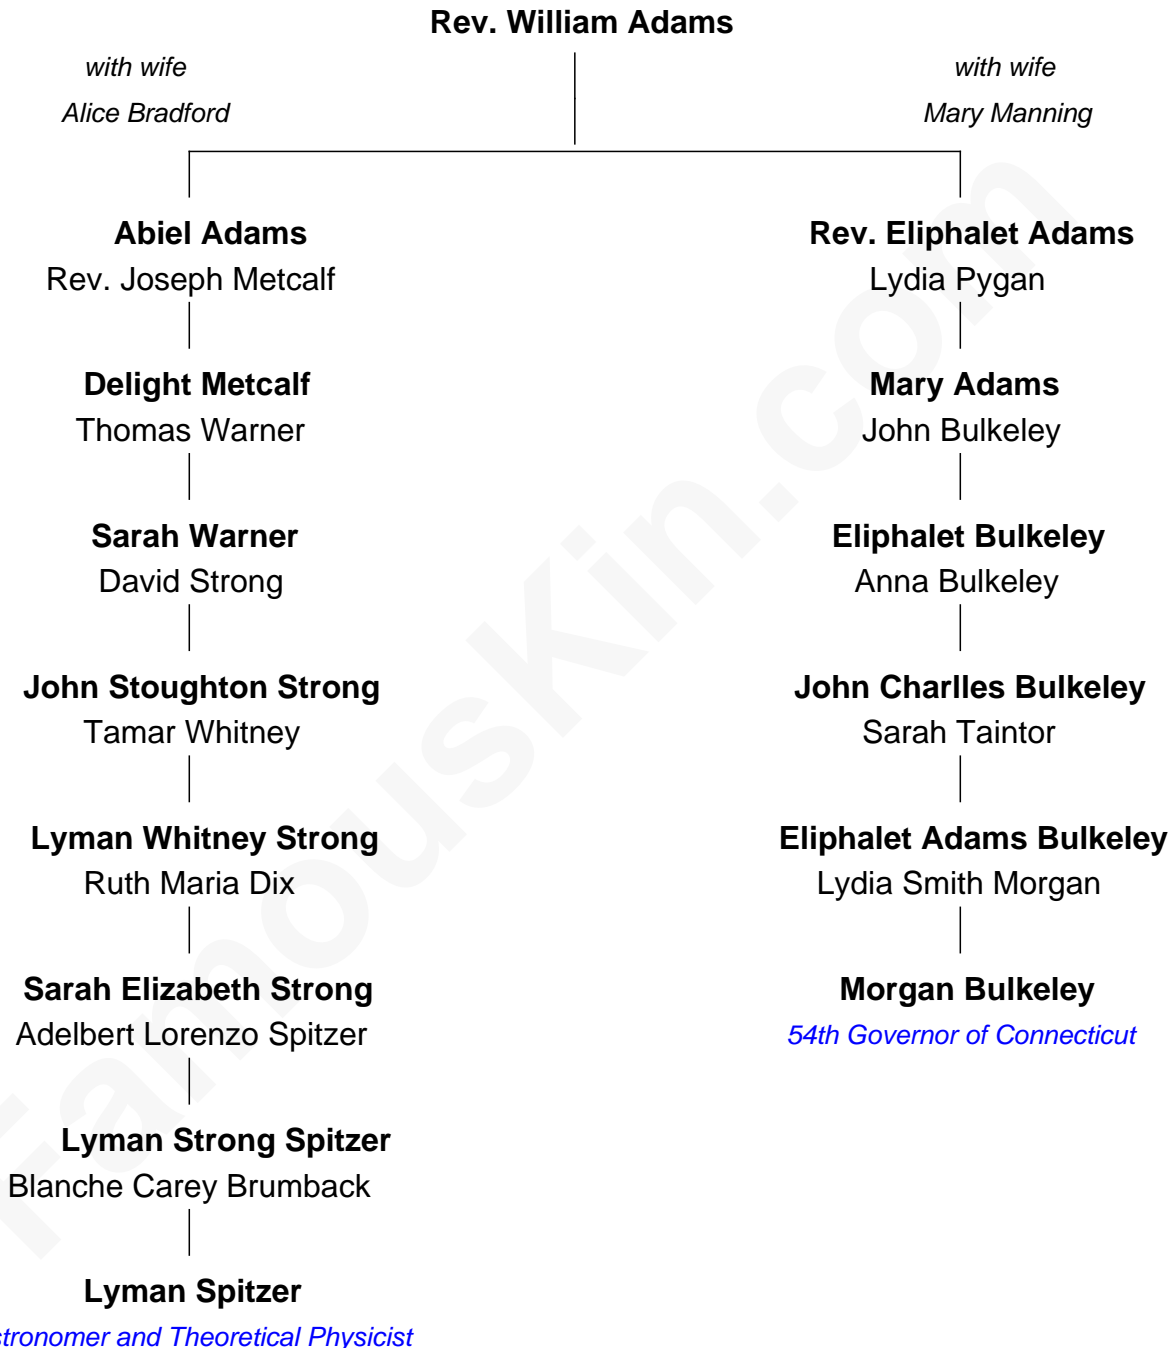 Rev. William Adams
with wife
Alice Bradford
with wife
Mary Manning
Abiel Adams
Rev. Joseph Metcalf
Rev. Eliphalet Adams
Lydia Pygan
Delight Metcalf
Thomas Warner
Mary Adams
John Bulkeley
Sarah Warner
David Strong
Eliphalet Bulkeley
Anna Bulkeley
John Stoughton Strong
Tamar Whitney
John Charlles Bulkeley
Sarah Taintor
Lyman Whitney Strong
Ruth Maria Dix
Eliphalet Adams Bulkeley
Lydia Smith Morgan
Sarah Elizabeth Strong
Adelbert Lorenzo Spitzer
Morgan Bulkeley
54th Governor of Connecticut
Lyman Strong Spitzer
Blanche Carey Brumback
Lyman Spitzer
stronomer and Theoretical Physicist
FamousKin.com